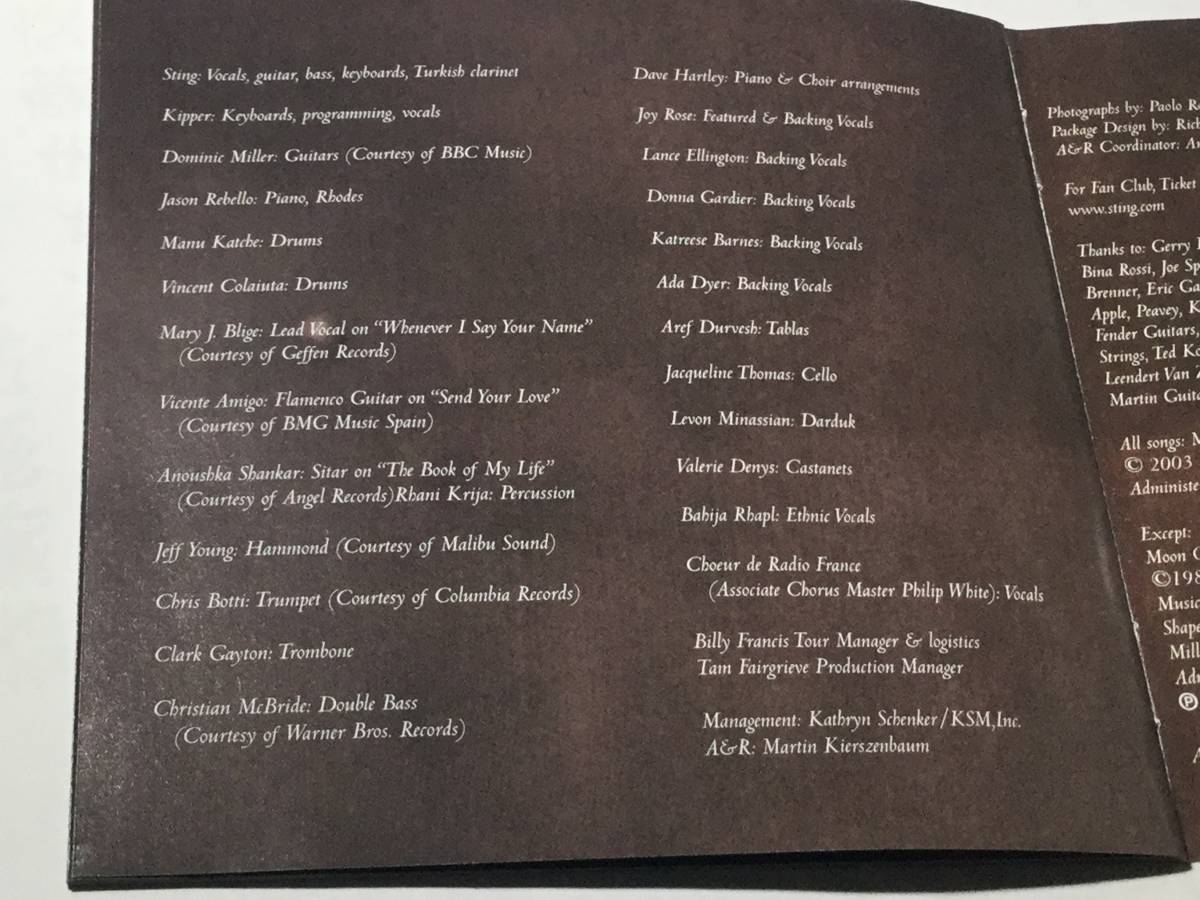 Sting: Vocals, guitar, bass, keyboards, Turkish clarinet
Kipper: Keyboards, programming, vocals
Dominic Miller: Guitars (Courtesy of BBC Music)
Jason Rebello: Piano, Rhodes
Manu Katche: Drums
Vincent Colaiuta: Drums
Mary J. Blige: Lead Vocal on “Whenever I Say Your Name”
(Courtesy of Geffen Records)
Vicente Amigo: Flamenco Guitar on “Send Your Love”
(Courtesy of BMG Music Spain)
Anoushka Shankar: Sitar on “The Book of My Life”
(Courtesy of Angel Records)Rhani Krija: Percussion
Jeff Young: Hammond (Courtesy of Malibu Sound)
Chris Botti: Trumpet (Courtesy of Columbia Records)
Clark Gayton: Trombone
Christian McBride: Double Bass
(Courtesy of Warner Bros. Records)
Dave Hartley: Piano & Choir arrangements
Joy Rose: Featured & Backing Vocals
Lance Ellington: Backing Vocals
Donna Gardier: Backing Vocals
Katreese Barnes: Backing Vocals
Ada Dyer: Backing Vocals
Aref Durvesh: Tablas
Jacqueline Thomas: Cello
Levon Minassian: Darduk
Valerie Denys: Castanets
Bahija Rhapl: Ethnic Vocals
Choeur de Radio France
(Associate Chorus Master Philip White): Vocals
Billy Francis Tour Manager & logistics
Tam Fairgrieve Production Manager
Management: Kathryn Schenker/KSM,Inc.
A&R: Martin Kierszenbaum
Photographs by: Paolo
Package Design by:
A&R Coordinator:
For Fan Club, Ticket
www.sting.com
Thanks to: Gerry
Bina Rossi, Joe
Brenner, Eric
Apple, Peavey,
Fender Guitars,
Strings, Ted
Leendert Van
Martin
All songs:
© 2003
Except:
Moon
Music
℗